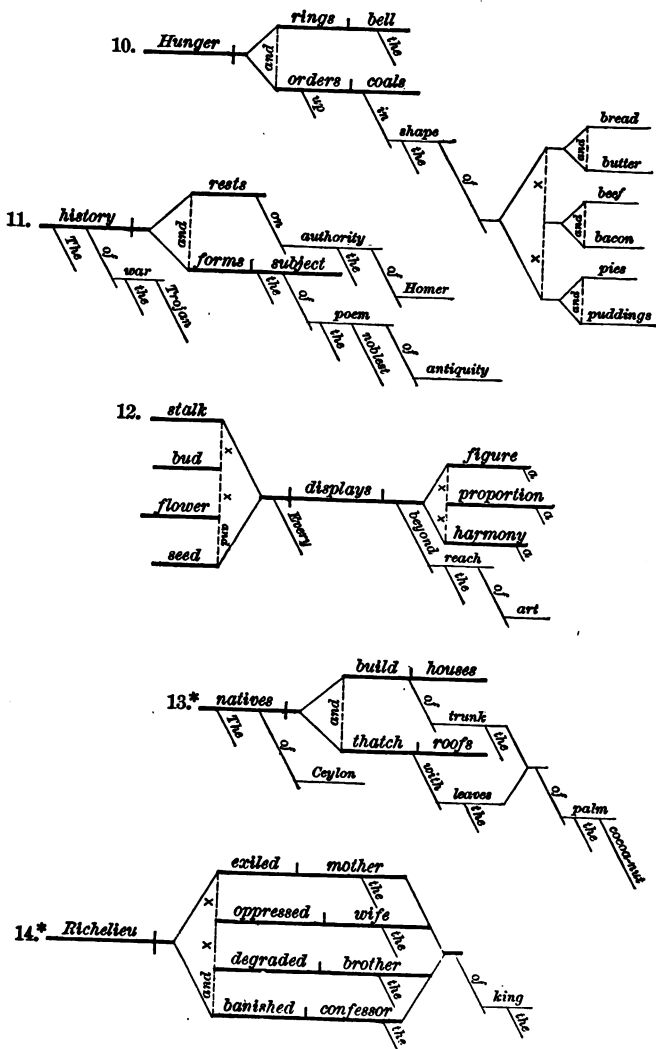 10. Hunger and rings bell the
orders up coals in shape the of
bread and butter
x
beef and bacon
x
pies and puddings
11. history The of war the Trojan and
rests on authority the of Homer
forms subject the of poem the noblest of antiquity
12. stalk x bud x flower and seed
Every displays beyond reach the of art
figure a x proportion a x harmony a
13.* natives The of Ceylon and
build houses of trunk the
thatch roofs with leaves the
of palm the cocoa-nut
14.* Richelieu x x and
exiled mother the
oppressed wife the
degraded brother the
banished confessor the
of king the